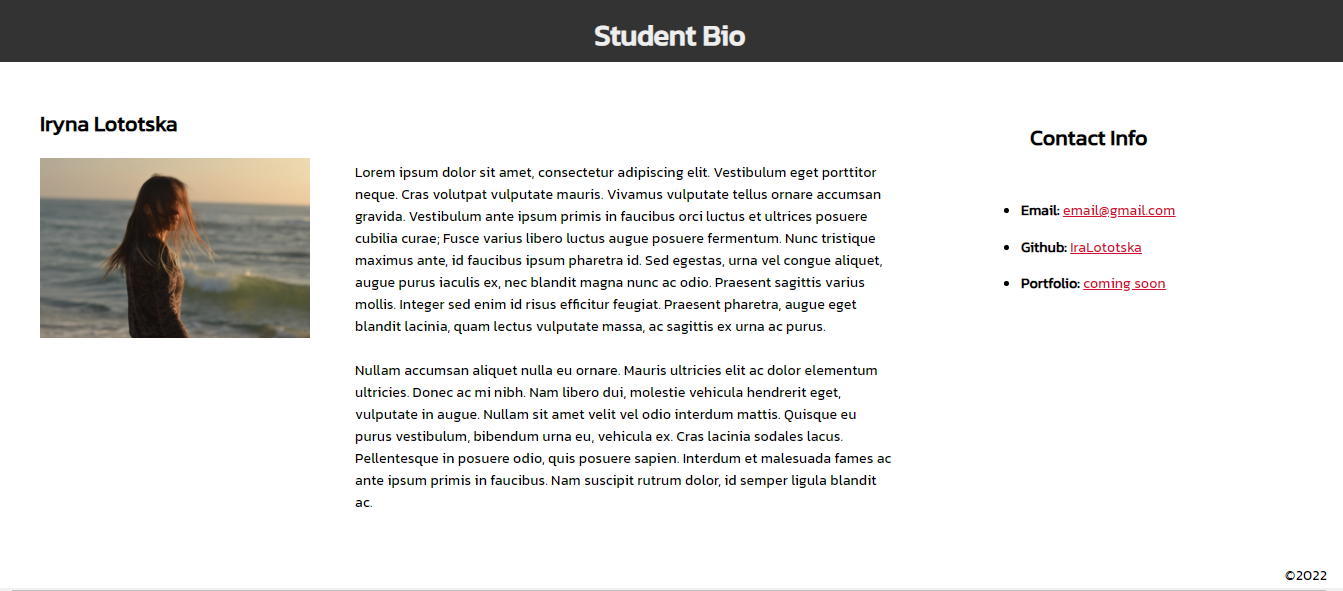 Student Bio
Iryna Lototska
Lorem ipsum dolor sit amet, consectetur adipiscing elit. Vestibulum eget porttitor
neque. Cras volutpat vulputate mauris. Vivamus vulputate tellus ornare accumsan
gravida. Vestibulum ante ipsum primis in faucibus orci luctus et ultrices posuere
cubilia curae; Fusce varius libero luctus augue posuere fermentum. Nunc tristique
maximus ante, id faucibus ipsum pharetra id. Sed egestas, urna vel congue aliquet,
augue purus iaculis ex, nec blandit magna nunc ac odio. Praesent sagittis varius
mollis. Integer sed enim id risus efficitur feugiat. Praesent pharetra, augue eget
blandit lacinia, quam lectus vulputate massa, ac sagittis ex urna ac purus.
Nullam accumsan aliquet nulla eu ornare. Mauris ultricies elit ac dolor elementum
ultricies. Donec ac mi nibh. Nam libero dui, molestie vehicula hendrerit eget,
vulputate in augue. Nullam sit amet velit vel odio interdum mattis. Quisque eu
purus vestibulum, bibendum urna eu, vehicula ex. Cras lacinia sodales lacus.
Pellentesque in posuere odio, quis posuere sapien. Interdum et malesuada fames ac
ante ipsum primis in faucibus. Nam suscipit rutrum dolor, id semper ligula blandit
ac.
Contact Info
Email: email@gmail.com
Github: IraLototska
Portfolio: coming soon
©2022